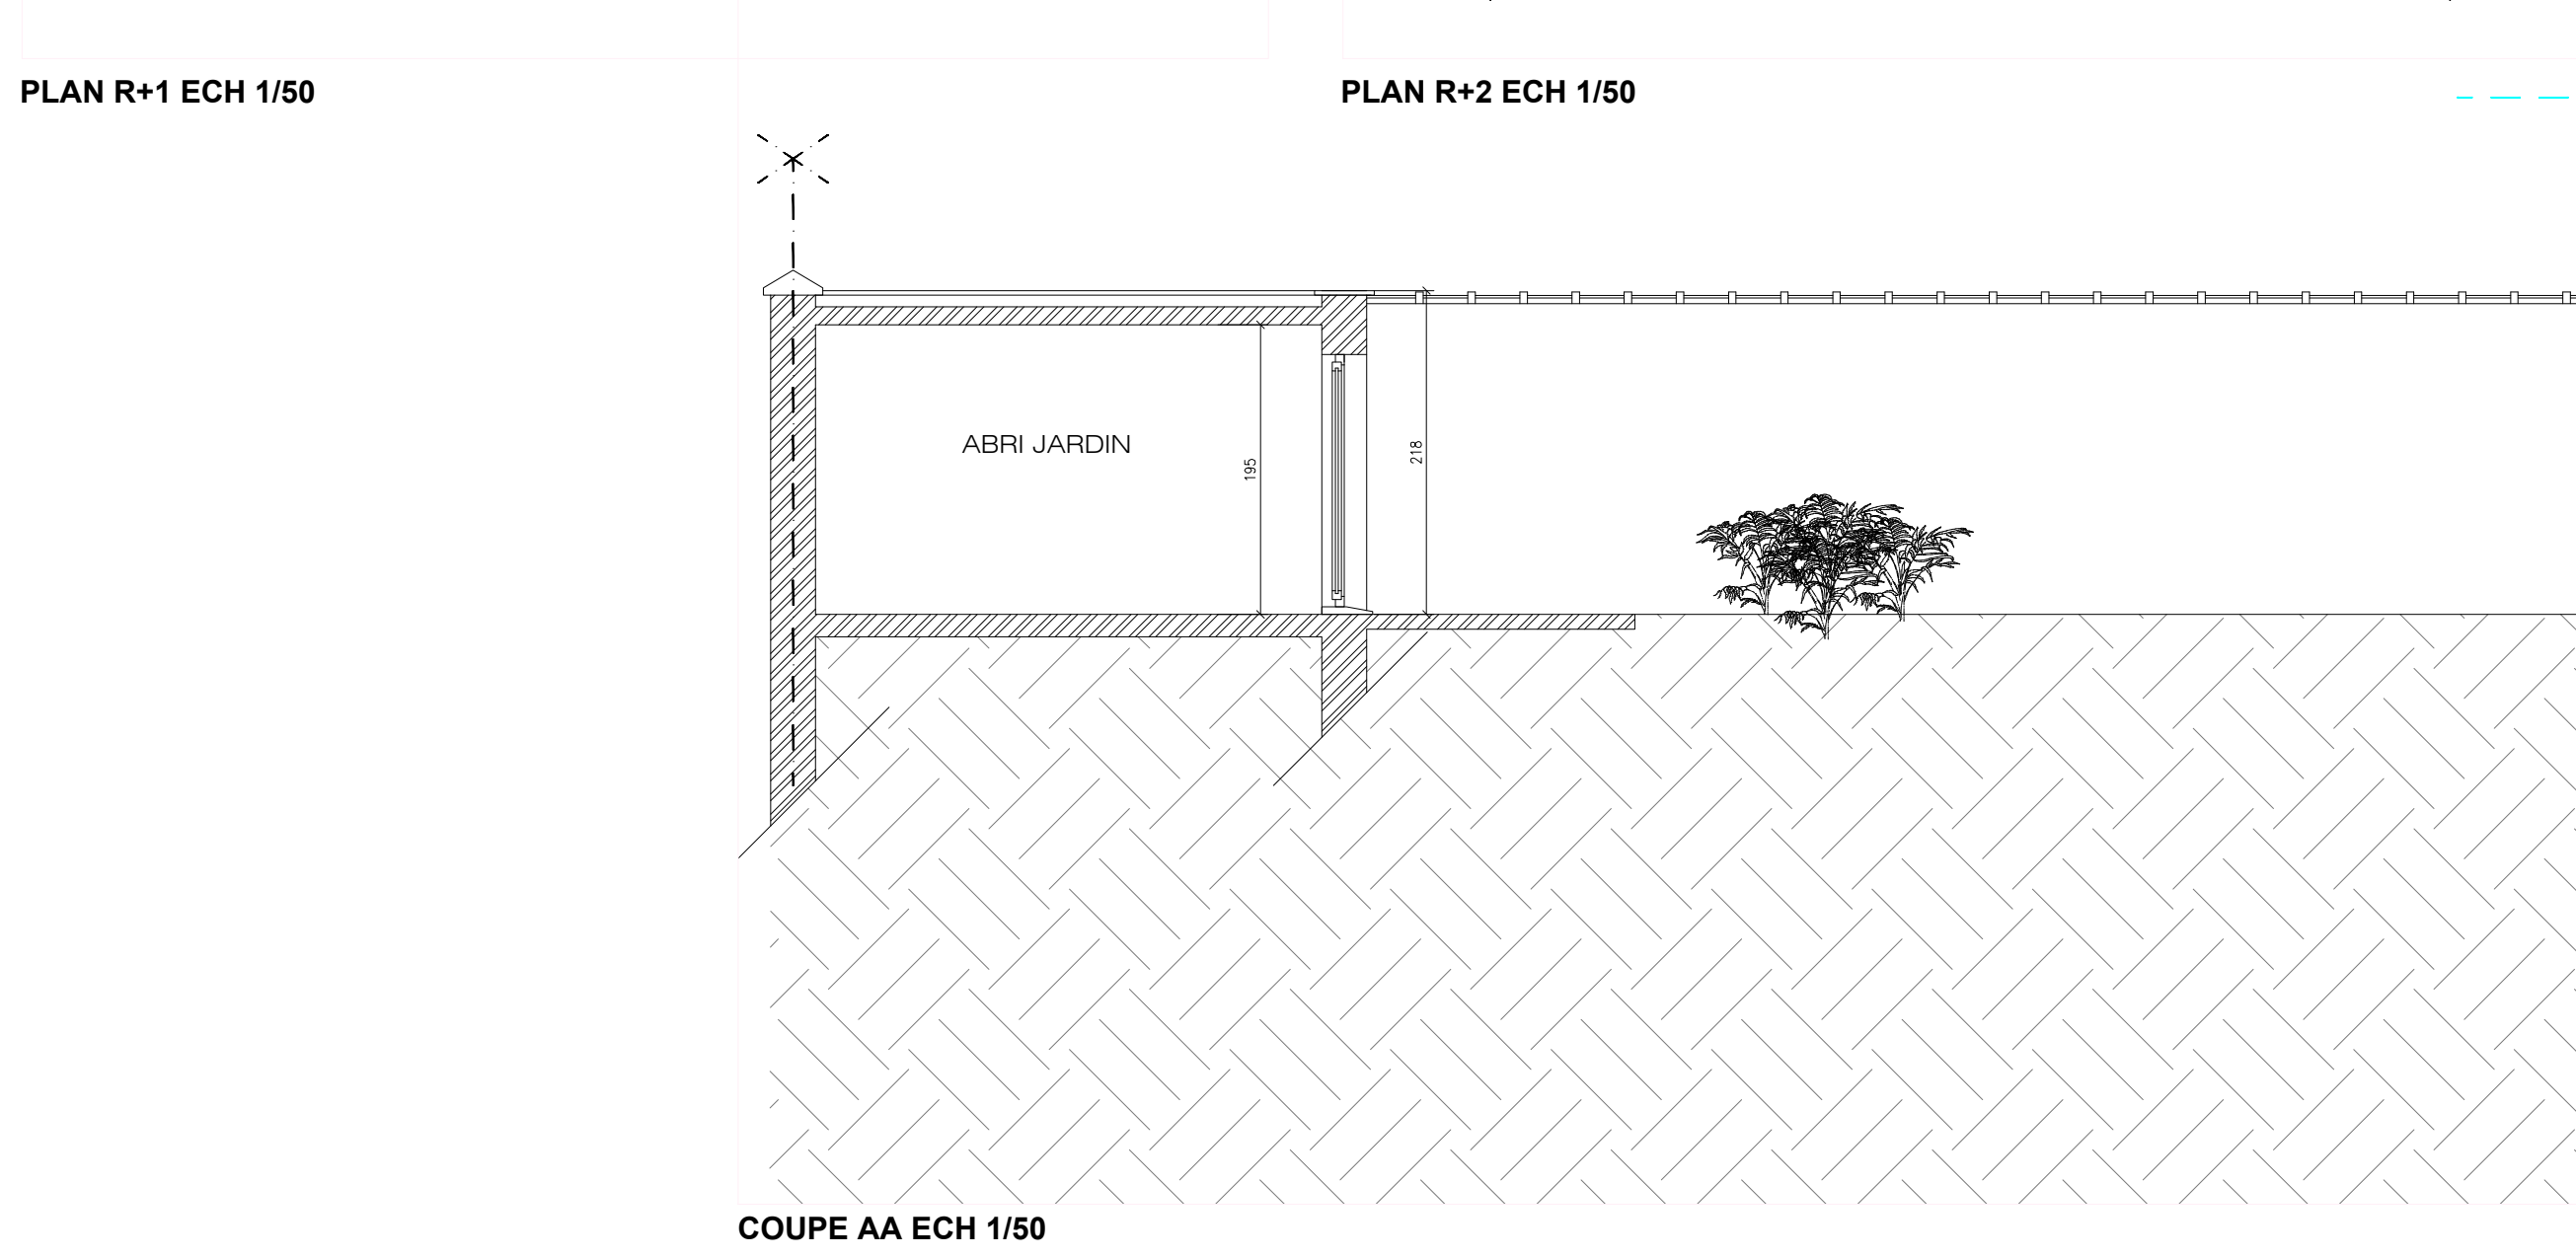 PLAN R+1 ECH 1/50
PLAN R+2 ECH 1/50
ABRI JARDIN
195
218
COUPE AA ECH 1/50